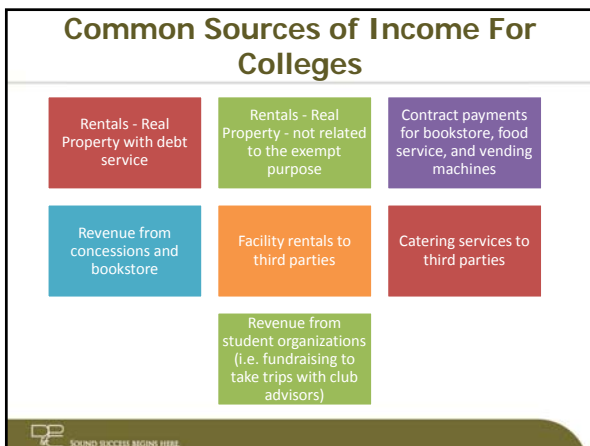 Common Sources of Income For
Colleges
Rentals - Real
Property with debt
service
Rentals - Real
Property - not related
to the exempt
purpose
Contract payments
for bookstore, food
service, and vending
machines
Revenue from
concessions and
bookstore
Facility rentals to
third parties
Catering services to
third parties
Revenue from
student organizations
(i.e. fundraising to
take trips with club
advisors)
SOUND SUCCESS BEGINS HERE